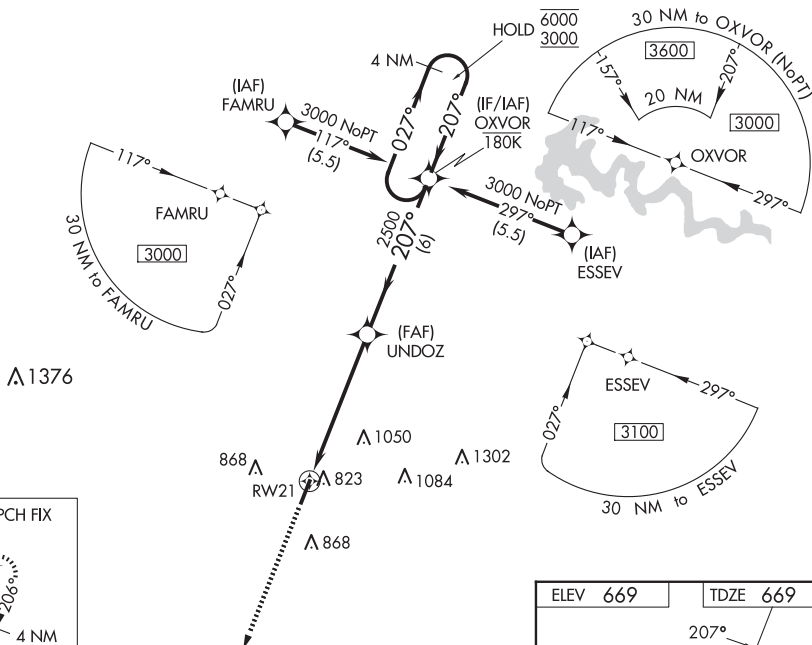 30 NM to OXVOR (NoPT)
HOLD 6000
3000
3600
157°
207°
20 NM
3000
117°
OXVOR
297°
4 NM
027°
207°
(IF/IAF)
OXVOR
180K
(IAF)
FAMRU
3000 NoPT
117°
(5.5)
3000 NoPT
297°
(5.5)
(IAF)
ESSEV
117°
FAMRU
3000
027°
30 NM to FAMRU
2500
207°
(6)
(FAF)
UNDOZ
ESSEV
297°
027°
3100
30 NM to ESSEV
1376
1050
1302
868
823
1084
RW21
868
PCH FIX
206°
4 NM
ELEV 669
TDZE 669
207°